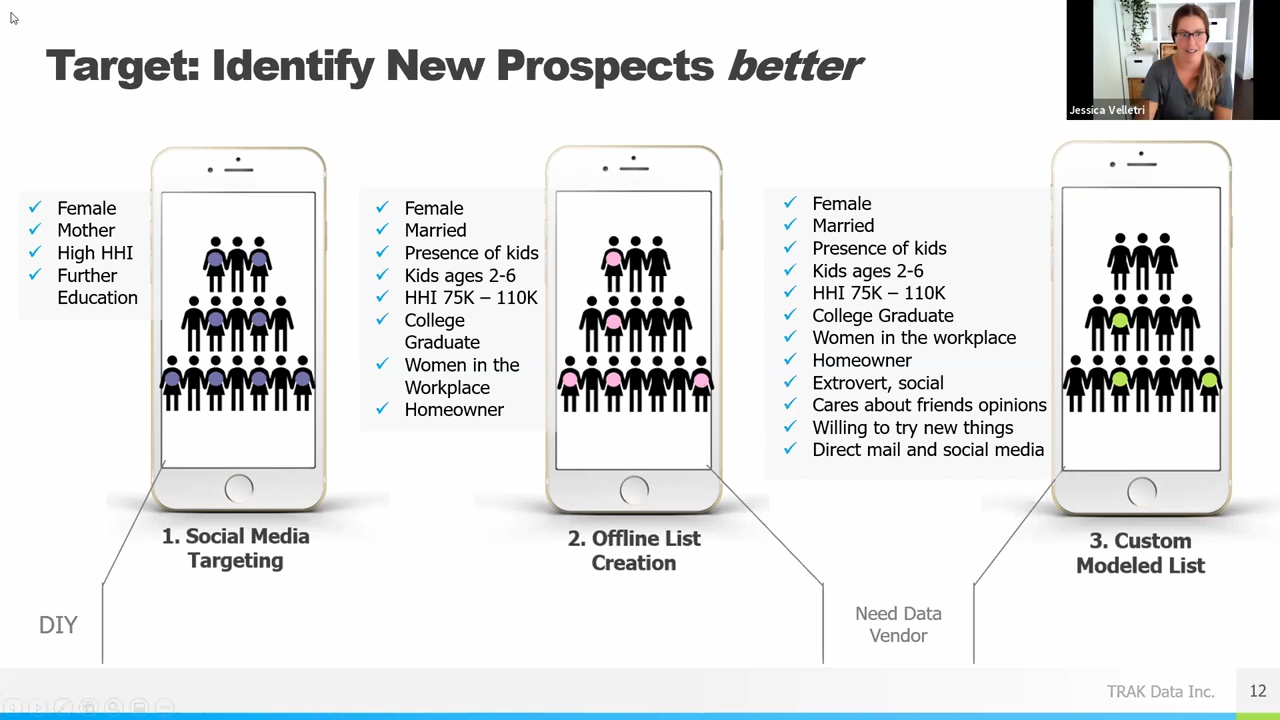 Target: Identify New Prospects better
Jessica Velletri
Female
Mother
High HHI
Further
Education
1. Social Media
Targeting
Female
Married
Presence of kids
Kids ages 2-6
HHI 75K – 110K
College
Graduate
Women in the
Workplace
Homeowner
2. Offline List
Creation
Female
Married
Presence of kids
Kids ages 2-6
HHI 75K – 110K
College Graduate
Women in the workplace
Homeowner
Extrovert, social
Cares about friends opinions
Willing to try new things
Direct mail and social media
3. Custom
Modeled List
DIY
Need Data
Vendor
TRAK Data Inc.
12